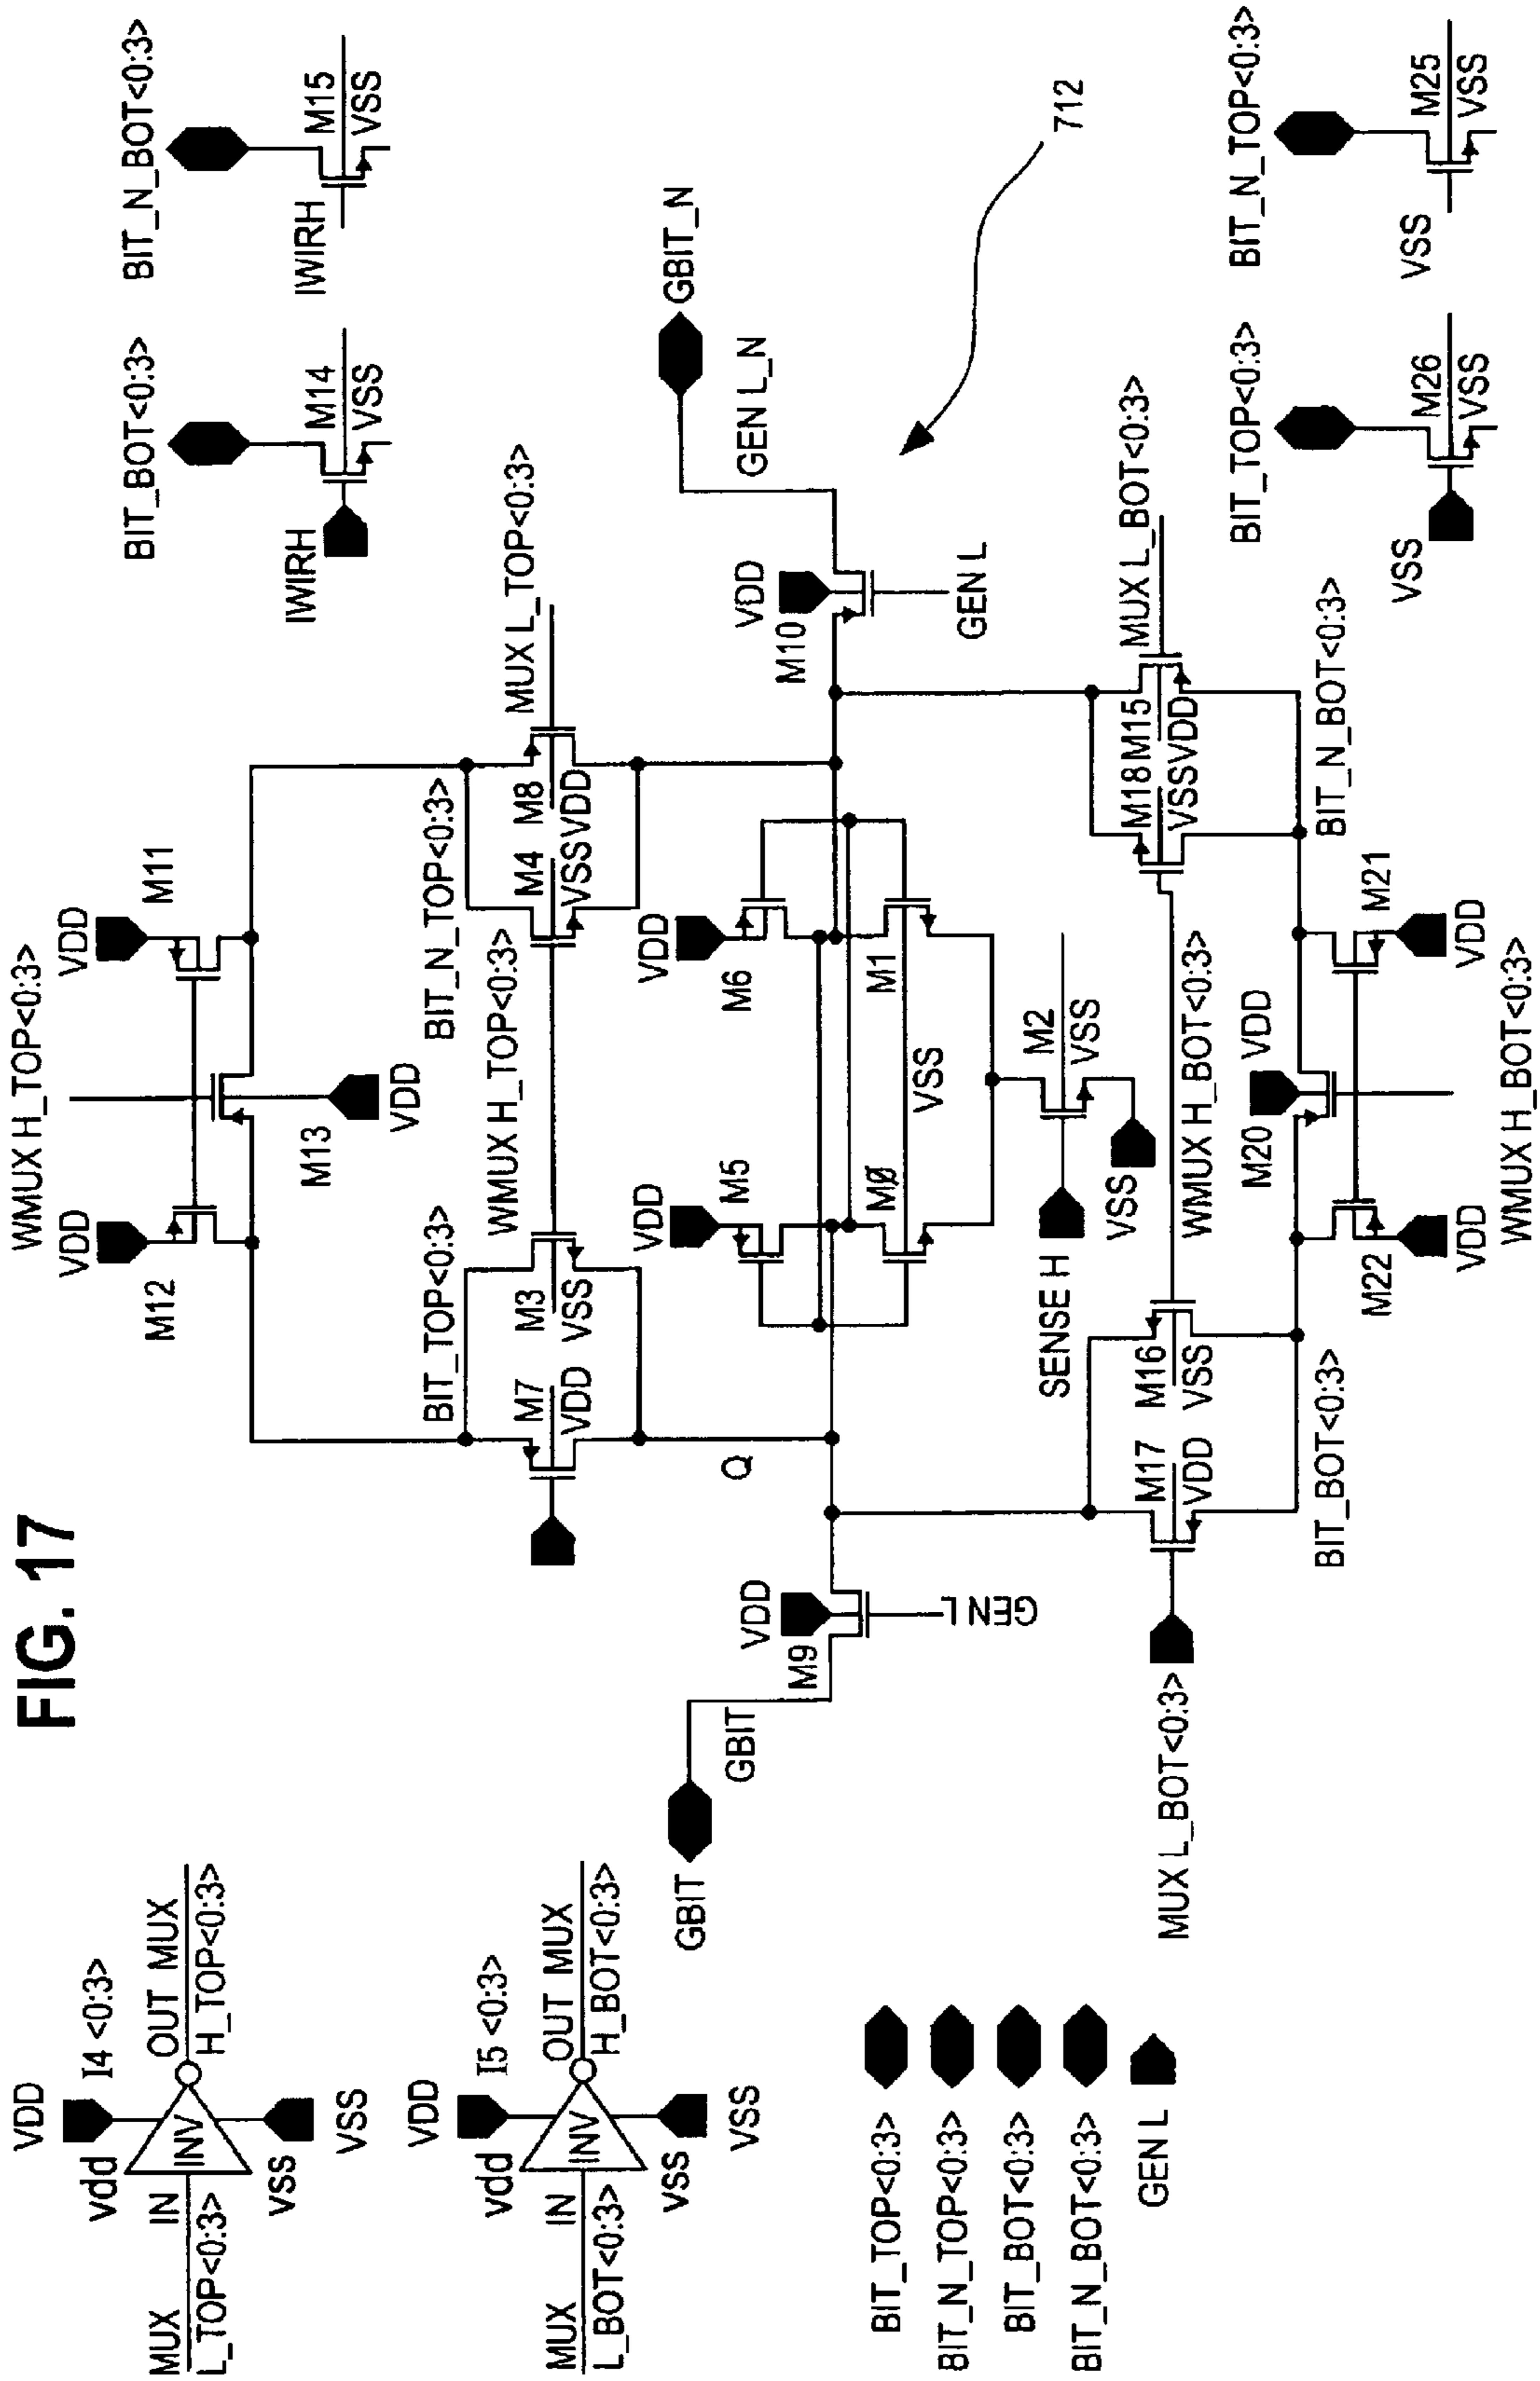 FIG. 17
VDD
I4 <0:3>
vdd
MUX
IN
INV
OUT MUX
L_TOP<0:3>
H_TOP<0:3>
vss
VSS
VDD
I5 <0:3>
vdd
MUX
IN
INV
OUT MUX
L_BOT<0:3>
H_BOT<0:3>
vss
VSS
BIT_TOP<0:3>
BIT_N_TOP<0:3>
BIT_BOT<0:3>
BIT_N_BOT<0:3>
GEN L
WMUX H_TOP<0:3>
VDD
VDD
M12
M11
M13
VDD
BIT_TOP<0:3>
BIT_N_TOP<0:3>
WMUX H_TOP<0:3>
MUX L_TOP<0:3>
M7
VDD
M3
VSS
M4
VSS
M8
VDD
GBIT
GBIT
Q
VDD
M9
GEN L
VDD
M5
VDD
M6
MØ
M1
VSS
SENSE H
M2
VSS
VSS
VDD
M10
GEN L
GEN L_N
GBIT_N
712
MUX L_BOT<0:3>
M17
VDD
M16
VSS
WMUX H_BOT<0:3>
M18
VSS
M15
VDD
MUX L_BOT<0:3>
BIT_BOT<0:3>
BIT_N_BOT<0:3>
M20
VDD
M22
VDD
M21
VDD
WMUX H_BOT<0:3>
BIT_BOT<0:3>
IWIRH
M14
VSS
BIT_N_BOT<0:3>
IWIRH
M15
VSS
BIT_TOP<0:3>
VSS
M26
VSS
BIT_N_TOP<0:3>
VSS
M25
VSS